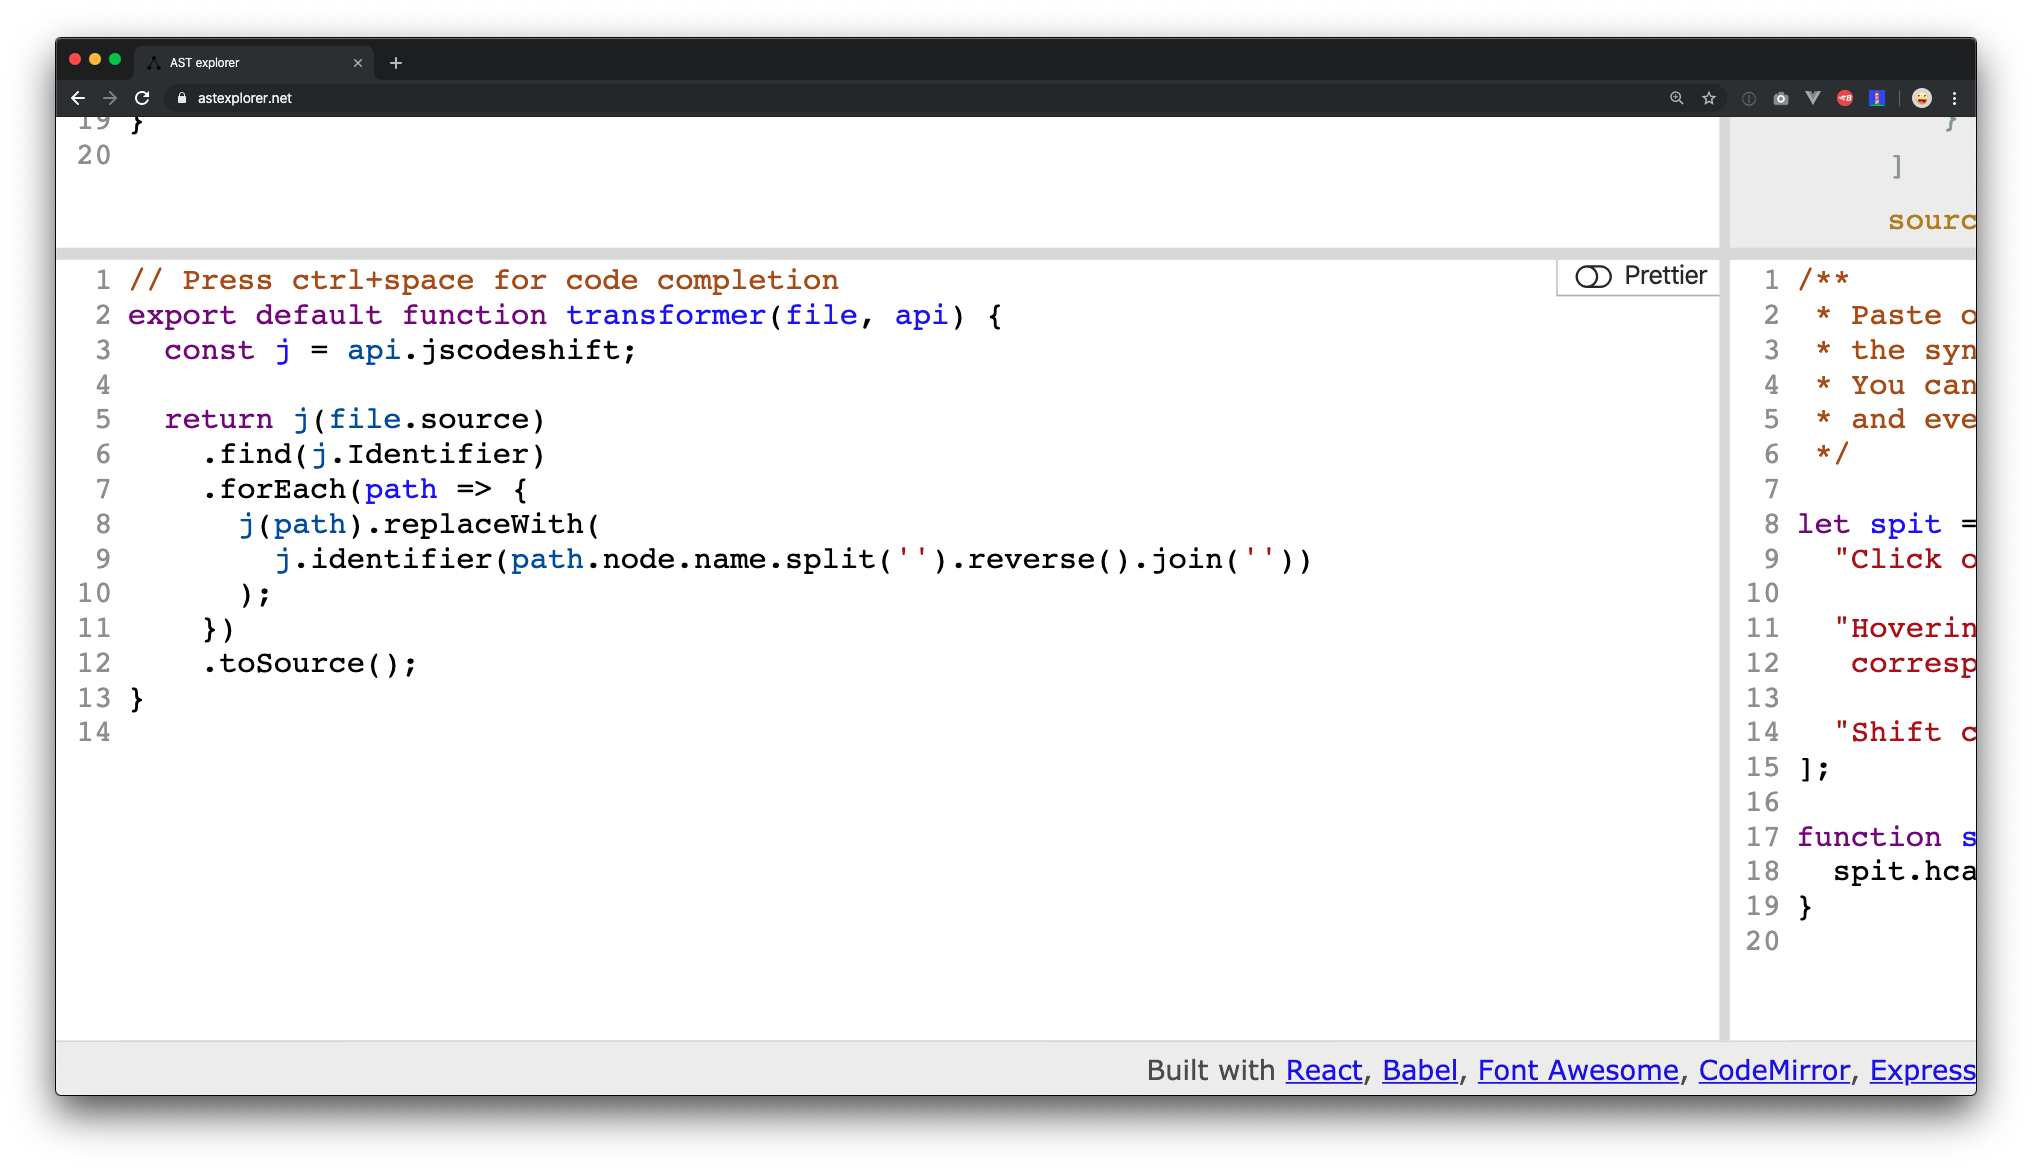 AST explorer
astexplorer.net
19 }
20
}
]
sourc
1 // Press ctrl+space for code completion
2 export default function transformer(file, api) {
3   const j = api.jscodeshift;
4
5   return j(file.source)
6     .find(j.Identifier)
7     .forEach(path => {
8       j(path).replaceWith(
9         j.identifier(path.node.name.split('').reverse().join(''))
10       );
11     })
12     .toSource();
13 }
14
Prettier
1 /**
2  * Paste o
3  * the syn
4  * You can
5  * and eve
6  */
7
8 let spit =
9   "Click o
10
11   "Hoverin
12    corresp
13
14   "Shift c
15 ];
16
17 function s
18   spit.hca
19 }
20
Built with React, Babel, Font Awesome, CodeMirror, Express